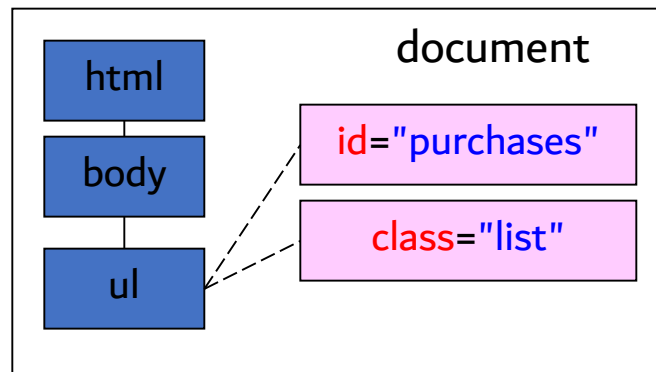 document
html
body
ul
id="purchases"
class="list"